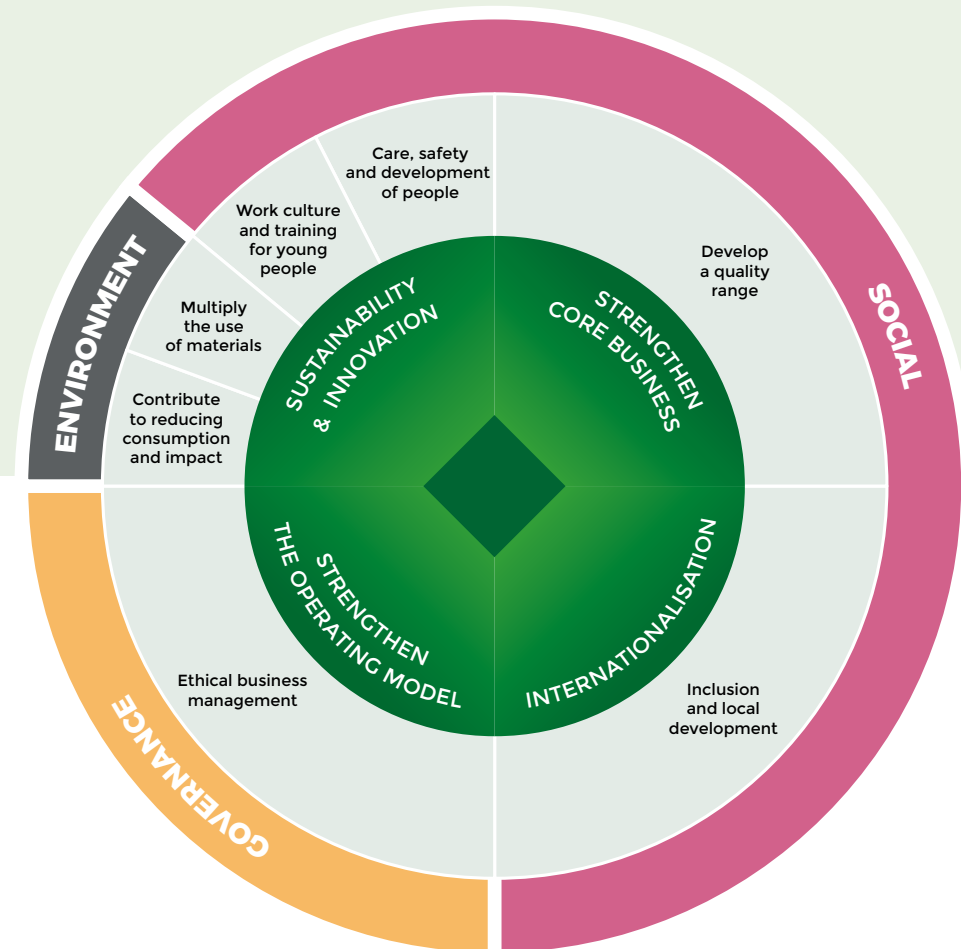 Care, safety
and development
of people
Work culture
and training
for young
people
Multiply
the use
of materials
Contribute
to reducing
consumption
and impact
Develop
a quality
range
Inclusion
and local
development
Ethical business
management
ENVIRONMENT
SOCIAL
GOVERNANCE
SUSTAINABILITY
& INNOVATION
STRENGTHEN
CORE BUSINESS
INTERNATIONALISATION
STRENGTHEN
THE OPERATING MODEL